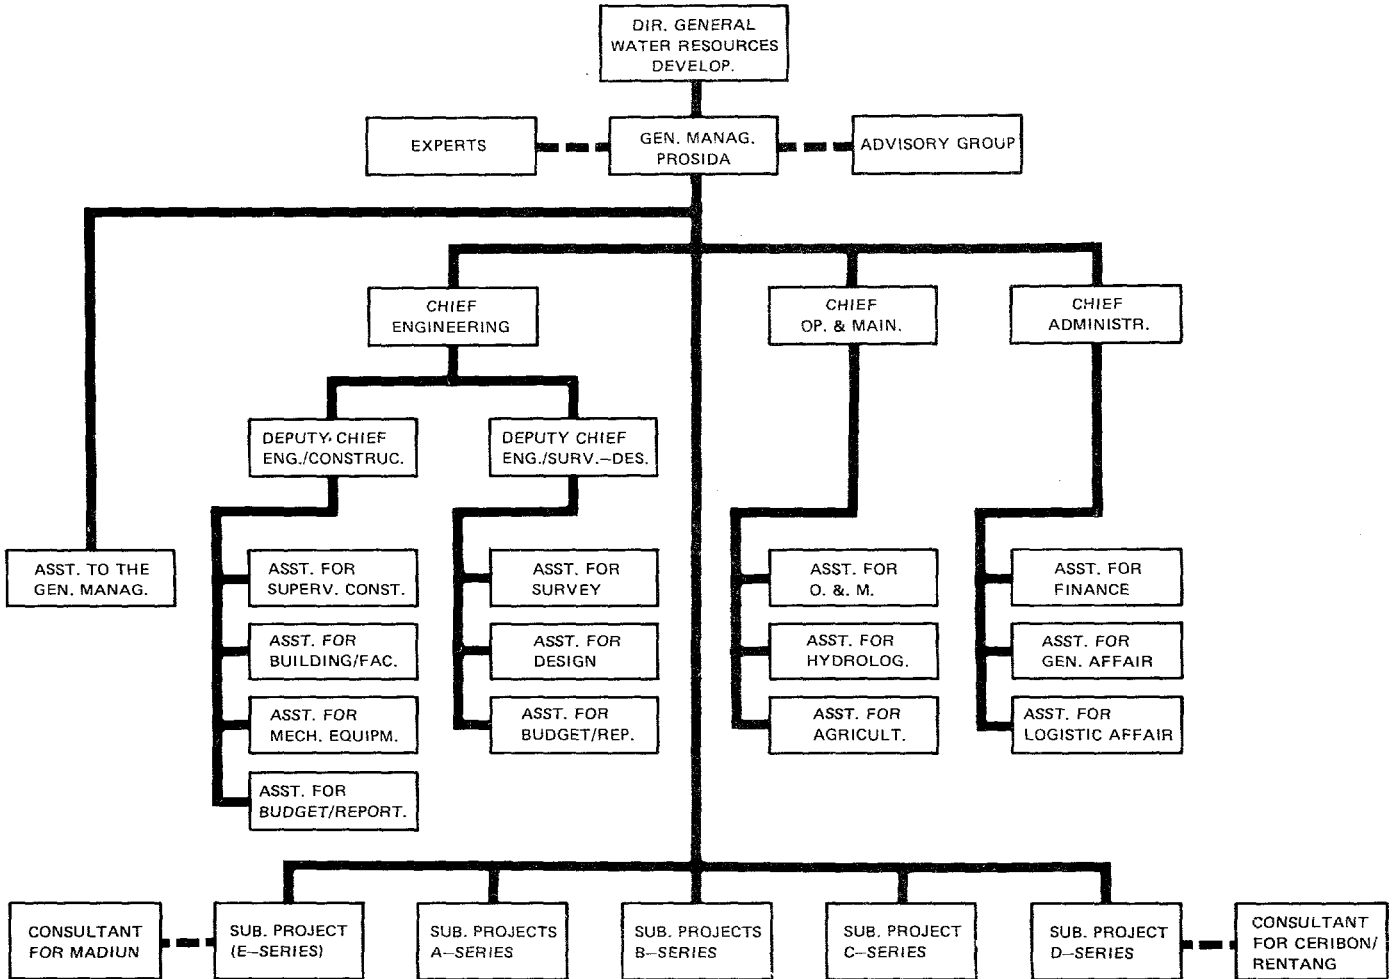 DIR. GENERAL
WATER RESOURCES
DEVELOP.
EXPERTS
GEN. MANAG.
PROSIDA
ADVISORY GROUP
CHIEF
ENGINEERING
CHIEF
OP. & MAIN.
CHIEF
ADMINISTR.
DEPUTY CHIEF
ENG./CONSTRUC.
DEPUTY CHIEF
ENG./SURV.—DES.
ASST. TO THE
GEN. MANAG.
ASST. FOR
SUPERV. CONST.
ASST. FOR
BUILDING/FAC.
ASST. FOR
MECH. EQUIPM.
ASST. FOR
BUDGET/REPORT.
ASST. FOR
SURVEY
ASST. FOR
DESIGN
ASST. FOR
BUDGET/REP.
ASST. FOR
O. &. M.
ASST. FOR
HYDROLOG.
ASST. FOR
AGRICULT.
ASST. FOR
FINANCE
ASST. FOR
GEN. AFFAIR
ASST. FOR
LOGISTIC AFFAIR
CONSULTANT
FOR MADIUN
SUB. PROJECT
(E—SERIES)
SUB. PROJECTS
A—SERIES
SUB. PROJECTS
B—SERIES
SUB. PROJECT
C—SERIES
SUB. PROJECT
D—SERIES
CONSULTANT
FOR CERIBON/
RENTANG